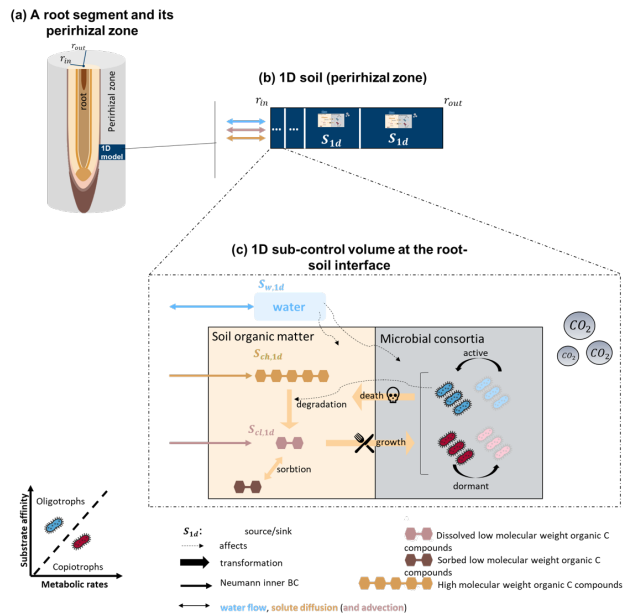 (a) A root segment and its
perirhizal zone
r_out
r_in
root
Perirhizal zone
1D
model
(b) 1D soil (perirhizal zone)
r_in
r_out
... ...
S_1d
S_1d
(c) 1D sub-control volume at the root-
soil interface
S_w,1d
water
Soil organic matter
Microbial consortia
CO_2
CO_2
CO_2
S_ch,1d
active
degradation
death
S_cl,1d
growth
sorbtion
dormant
Substrate affinity
Oligotrophs
Copiotrophs
Metabolic rates
S_1d: source/sink
affects
transformation
Neumann inner BC
water flow, solute diffusion (and advection)
Dissolved low molecular weight organic C
compounds
Sorbed low molecular weight organic C
compounds
High molecular weight organic C compounds